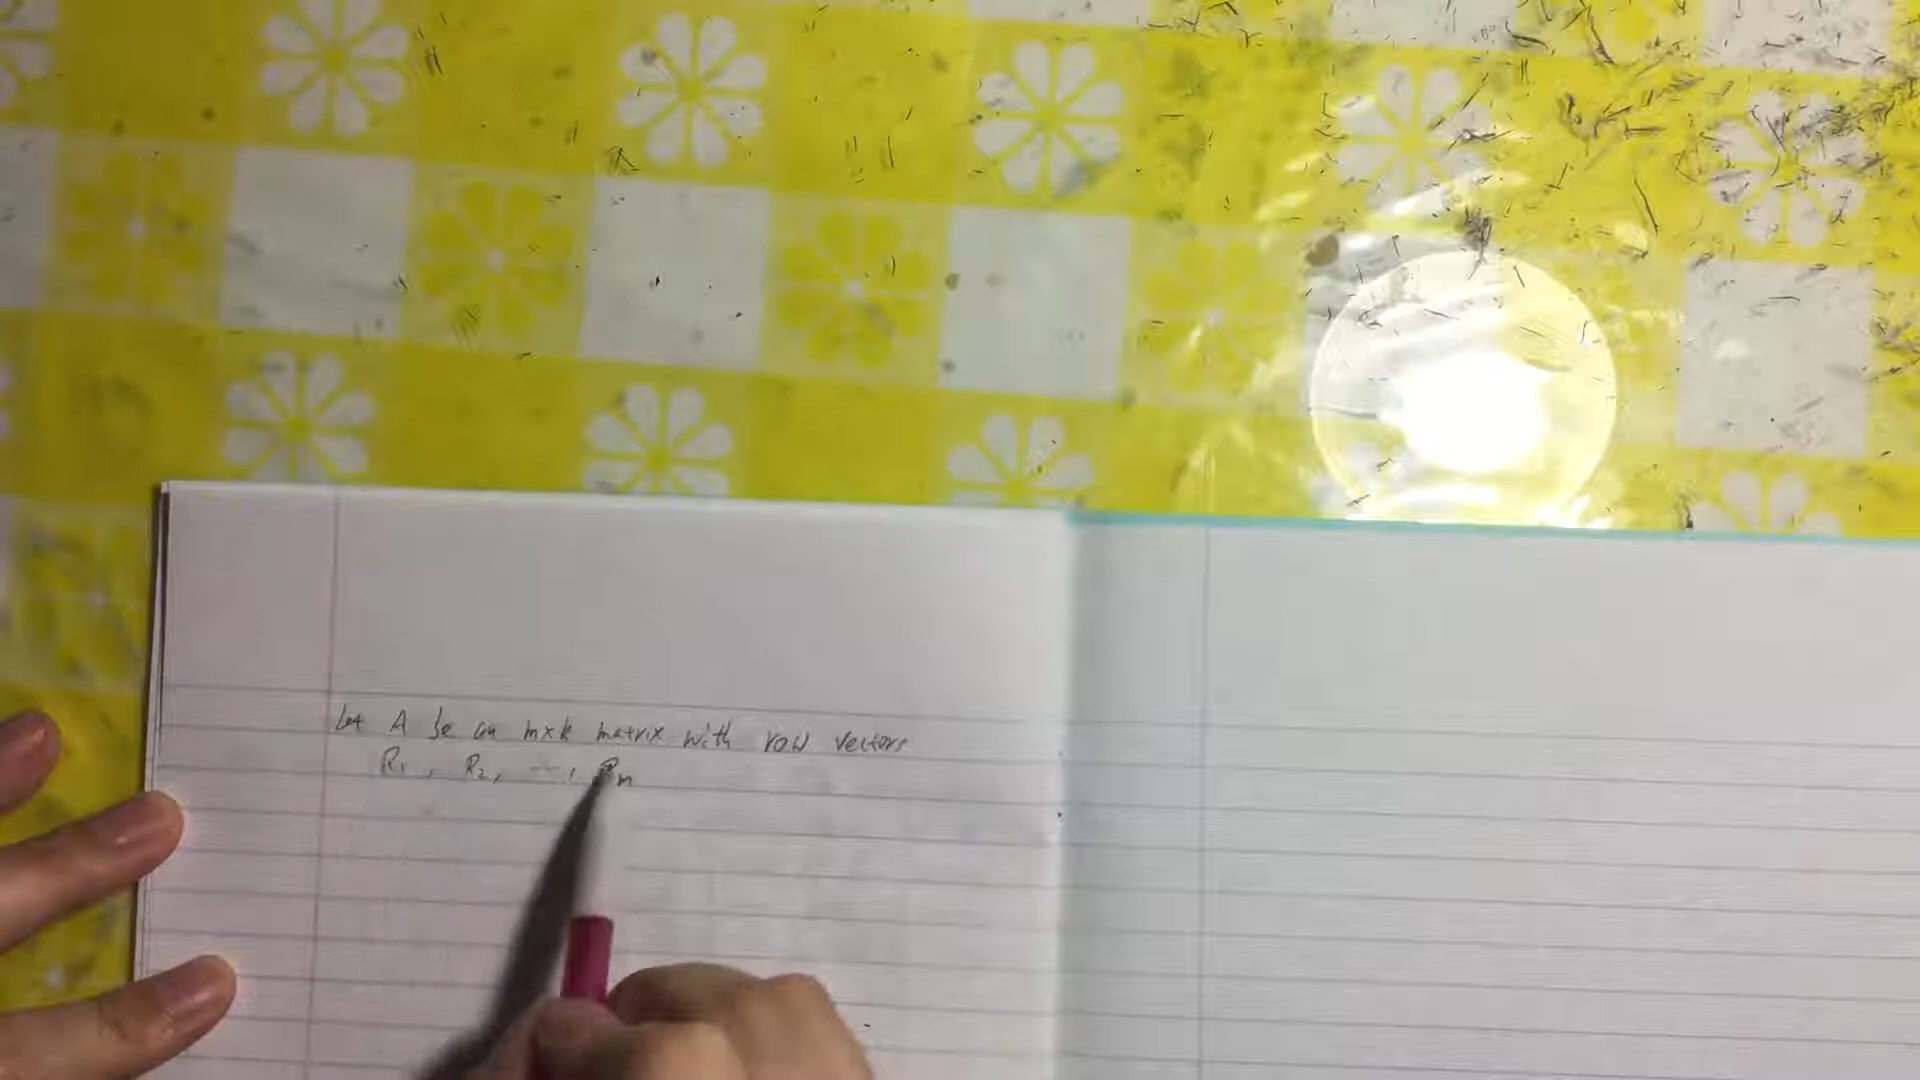 Let A be an m×k matrix with row vectors
R₁, R₂, ..., Rₘ